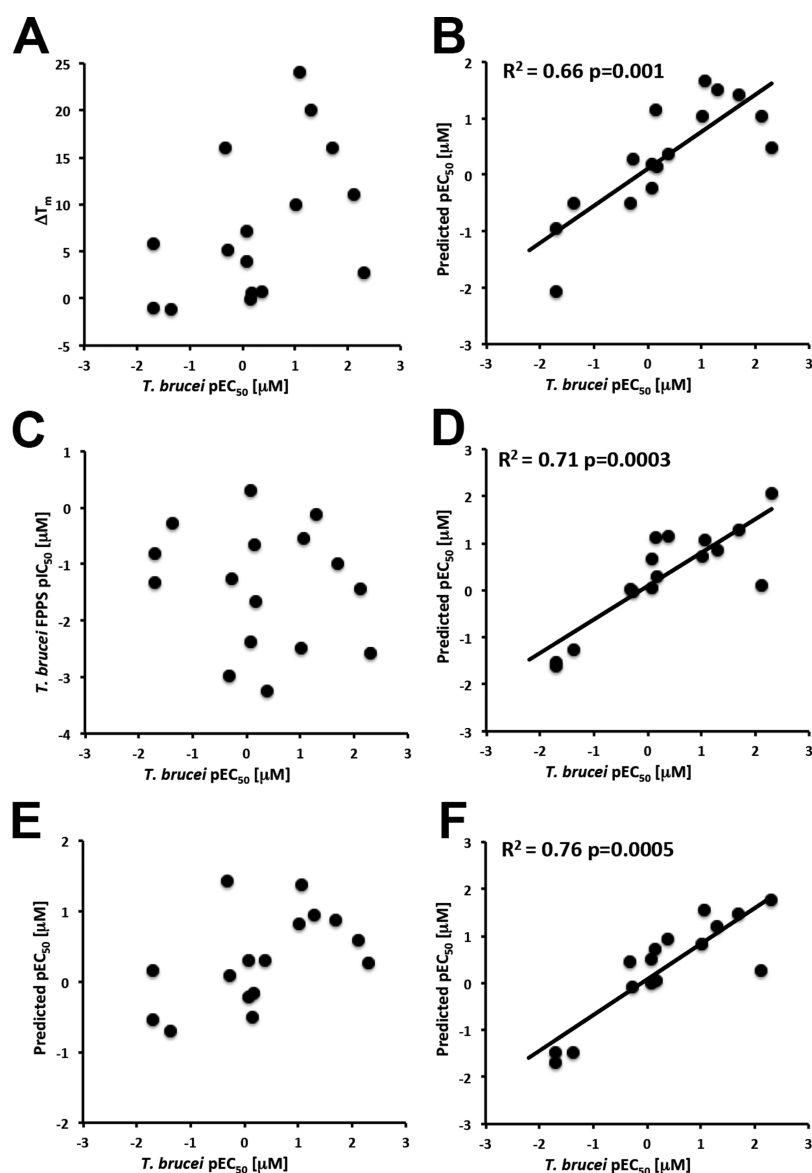 A
25
20
15
10
5
0
-5
ΔTm
-3 -2 -1 0 1 2 3
T. brucei pEC50 [μM]
B
R2 = 0.66 p=0.001
2
1
0
-1
-2
-3
Predicted pEC50 [μM]
-3 -2 -1 0 1 2 3
T. brucei pEC50 [μM]
C
1
0
-1
-2
-3
-4
T. brucei FPPS pIC50 [μM]
-3 -2 -1 0 1 2 3
T. brucei pEC50 [μM]
D
R2 = 0.71 p=0.0003
3
2
1
0
-1
-2
-3
Predicted pEC50 [μM]
-3 -2 -1 0 1 2 3
T. brucei pEC50 [μM]
E
2
1
0
-1
-2
Predicted pEC50 [μM]
-3 -2 -1 0 1 2 3
T. brucei pEC50 [μM]
F
R2 = 0.76 p=0.0005
3
2
1
0
-1
-2
-3
Predicted pEC50 [μM]
-3 -2 -1 0 1 2 3
T. brucei pEC50 [μM]